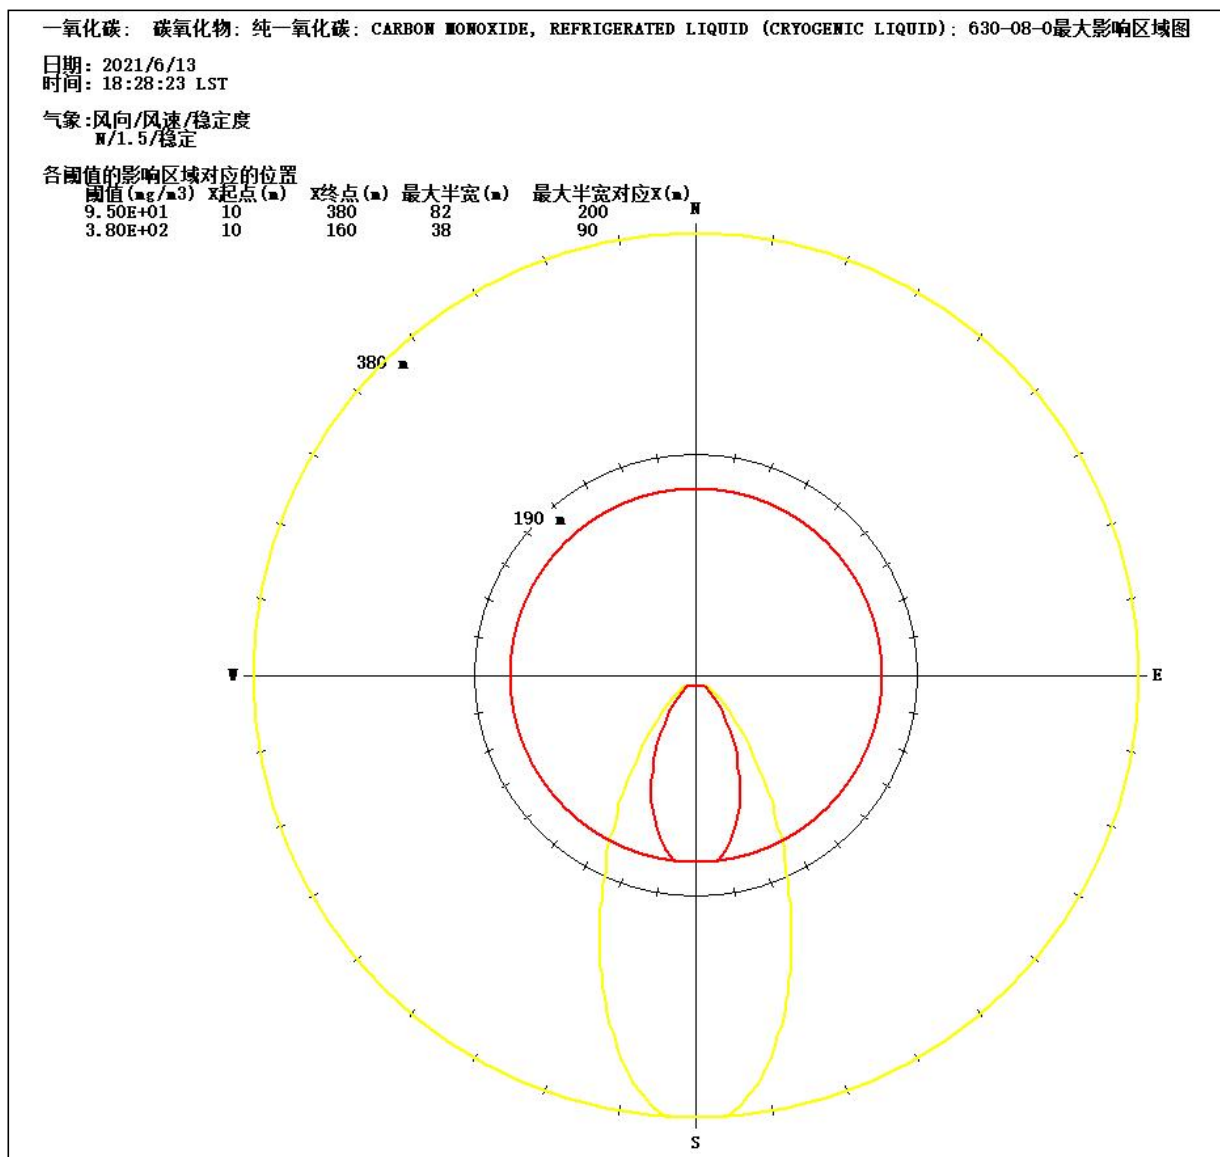 一氧化碳: 碳氧化物: 纯一氧化碳: CARBON MONOXIDE, REFRIGERATED LIQUID (CRYOGENIC LIQUID): 630-08-0最大影响区域图
日期: 2021/6/13
时间: 18:28:23 LST
气象:风向/风速/稳定度
N/1.5/稳定
各阈值的影响区域对应的位置
阈值(mg/m3) X起点(m) X终点(m) 最大半宽(m) 最大半宽对应X(m)
9.50E+01 10 380 82 200
3.80E+02 10 160 38 90
N
380 m
190 m
W
E
S